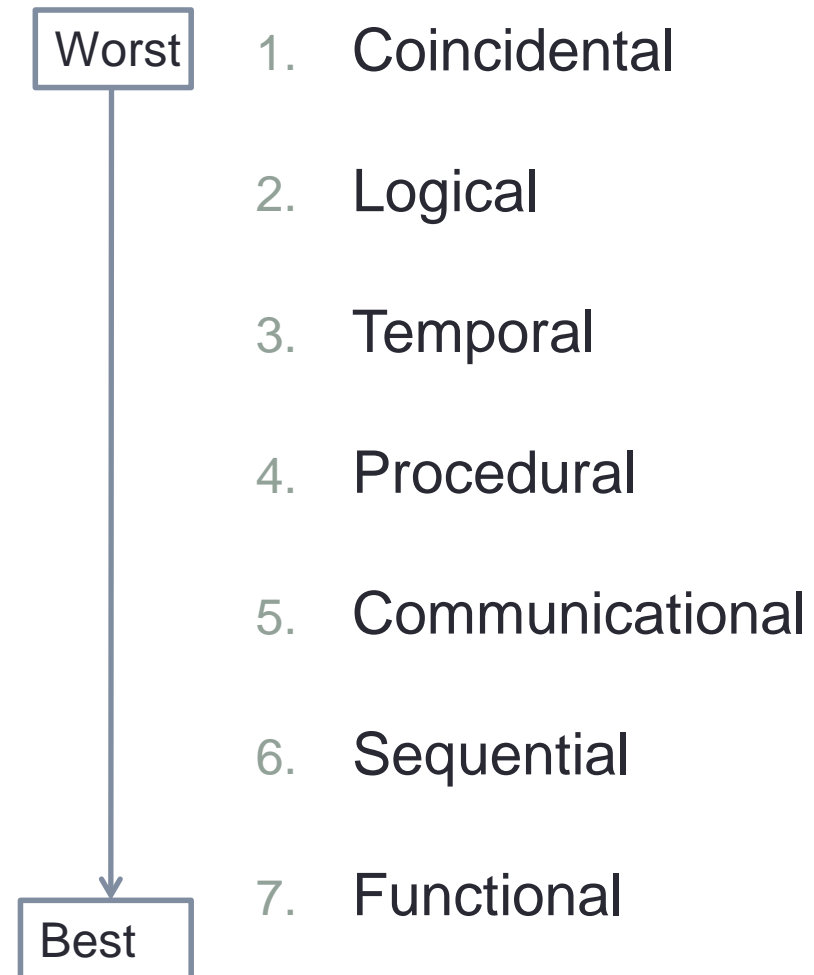 Worst
1. Coincidental
2. Logical
3. Temporal
4. Procedural
5. Communicational
6. Sequential
7. Functional
Best